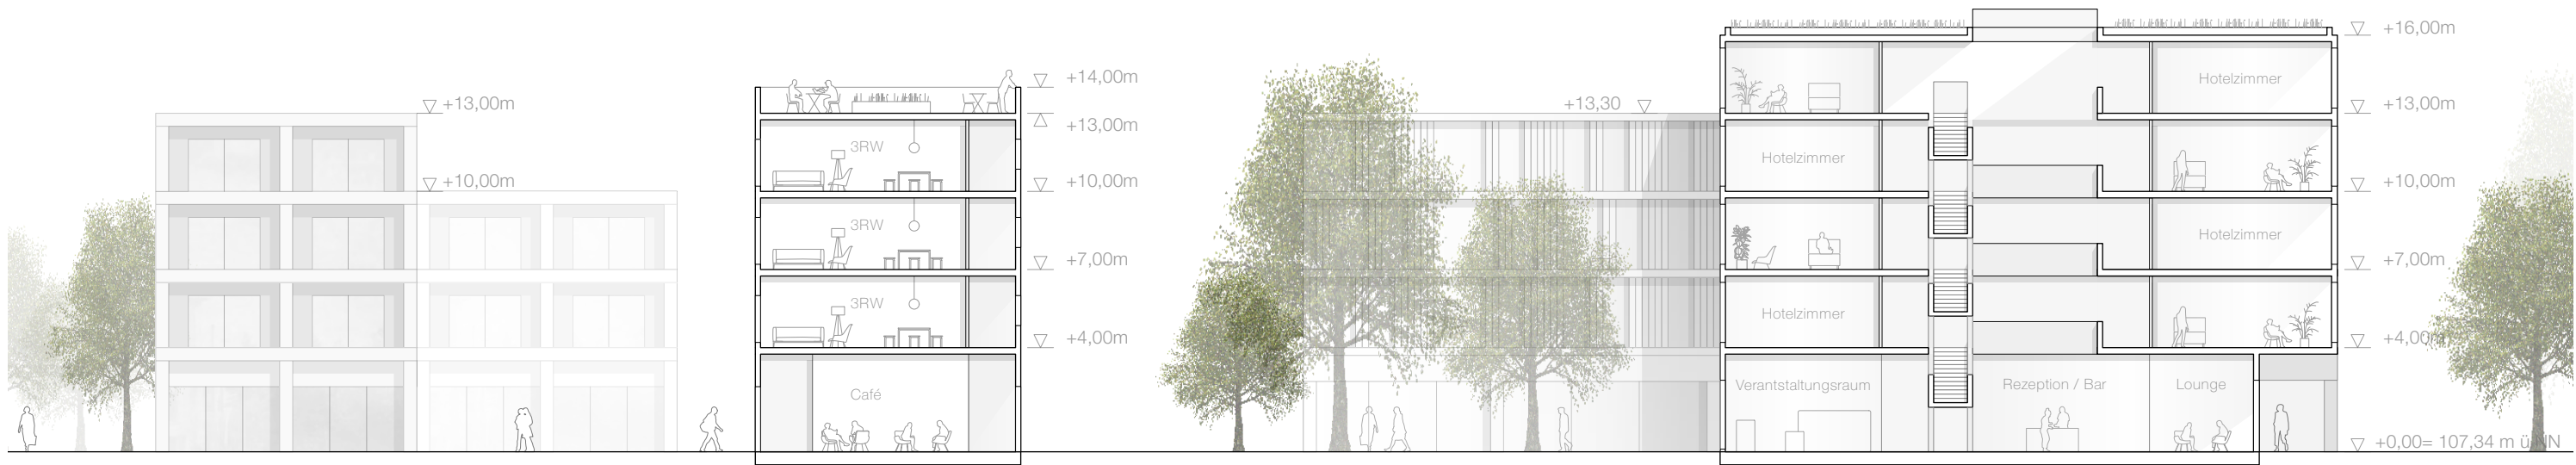 +13,00m
+10,00m
+14,00m
+13,00m
3RW
+10,00m
3RW
+7,00m
3RW
+4,00m
Café
+13,30
+16,00m
Hotelzimmer
+13,00m
Hotelzimmer
+10,00m
Hotelzimmer
+7,00m
Hotelzimmer
+4,00m
Verantstaltungsraum
Rezeption / Bar
Lounge
+0,00= 107,34 m ü NN